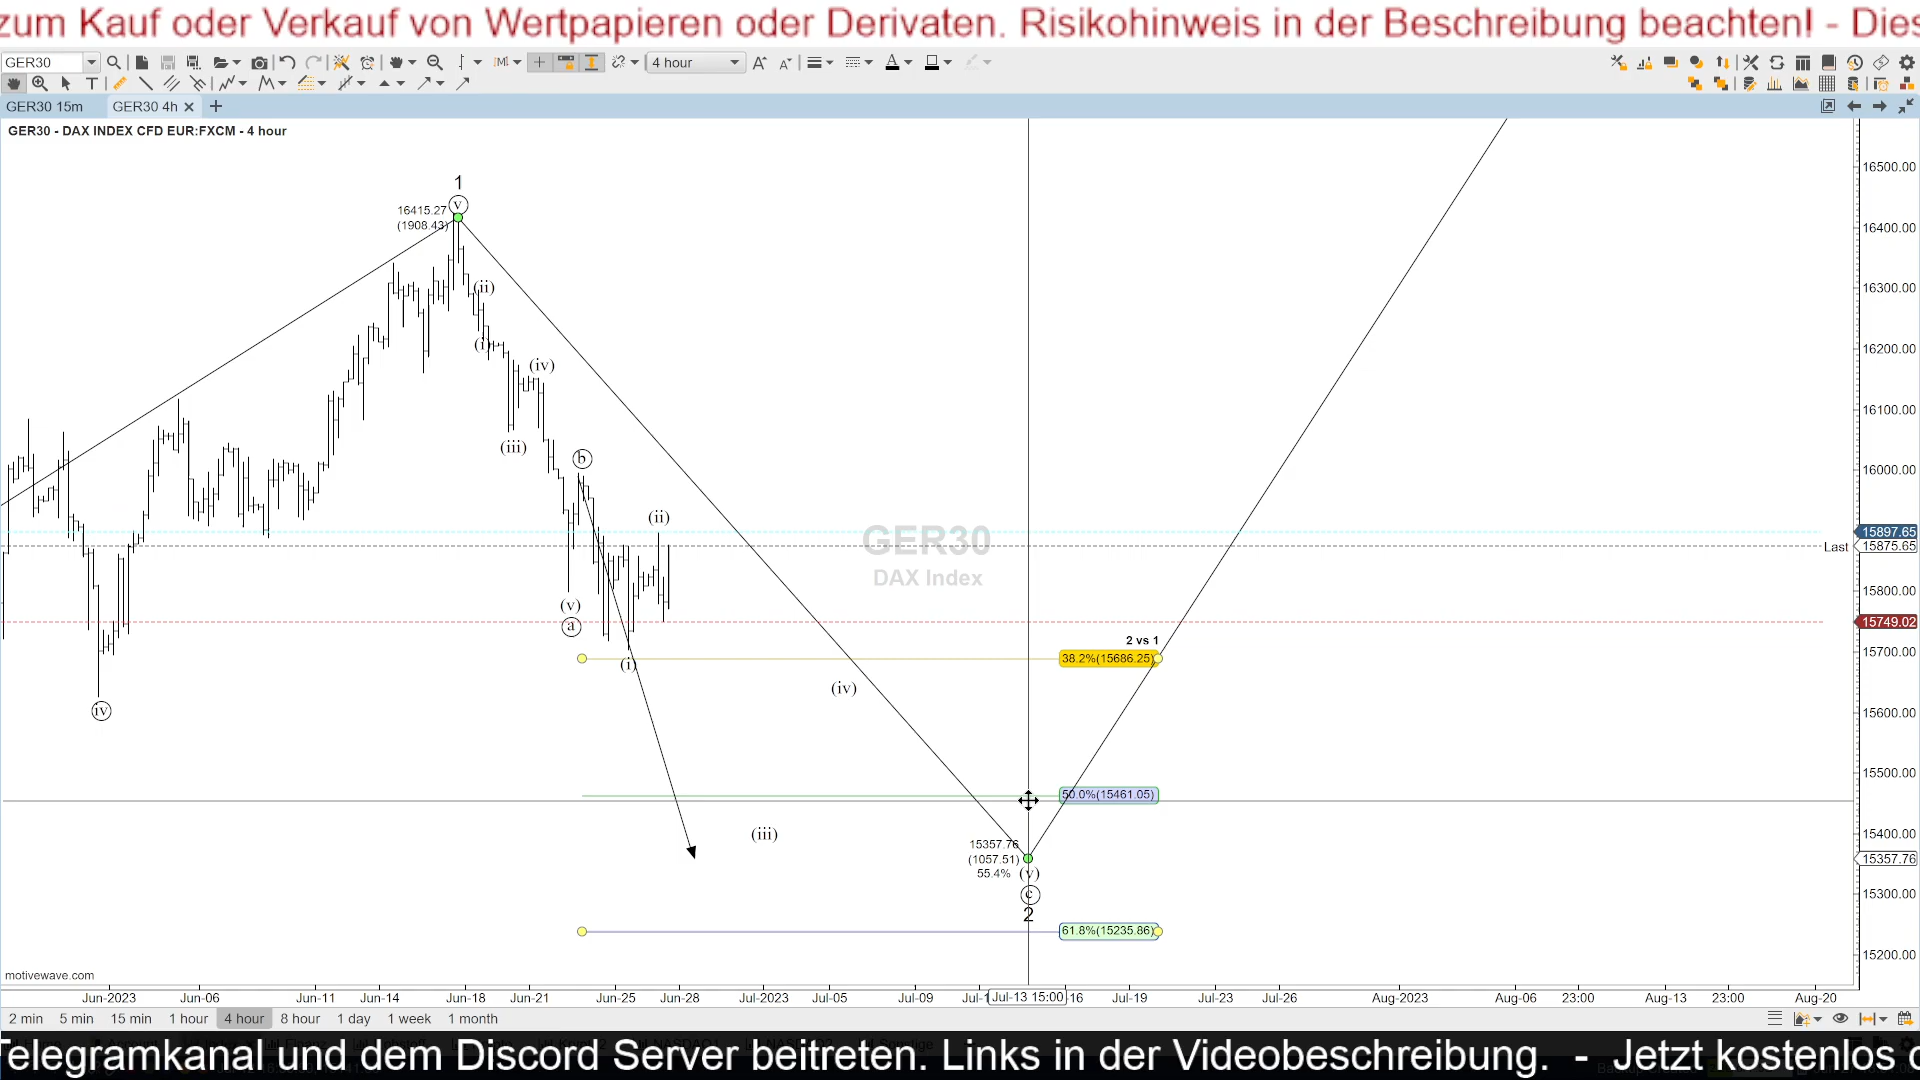 zum Kauf oder Verkauf von Wertpapieren oder Derivaten. Risikohinweis in der Beschreibung beachten! - Dies
GER30
4 hour
GER30 15m
GER30 4h
GER30 - DAX INDEX CFD EUR:FXCM - 4 hour
16500.00
16400.00
16300.00
16200.00
16100.00
16000.00
15897.65
Last
15875.65
15800.00
15749.02
15700.00
15600.00
15500.00
15400.00
15357.76
15300.00
15200.00
1
v
16415.27
(1908.43)
(ii)
(i)
(iv)
(iii)
b
(ii)
(v)
a
(i)
iv
GER30
DAX Index
2 vs 1
38.2%(15686.25)
(iv)
50.0%(15461.05)
(iii)
15357.76
(1057.51)
55.4%
(v)
c
2
61.8%(15235.86)
motivewave.com
Jun-2023 Jun-06 Jun-11 Jun-14 Jun-18 Jun-21 Jun-25 Jun-28 Jul-2023 Jul-05 Jul-09 Jul-1 Jul-13 15:00 16 Jul-19 Jul-23 Jul-26 Aug-2023 Aug-06 23:00 Aug-13 23:00 Aug-20
2 min 5 min 15 min 1 hour 4 hour 8 hour 1 day 1 week 1 month
Telegramkanal und dem Discord Server beitreten. Links in der Videobeschreibung. - Jetzt kostenlos